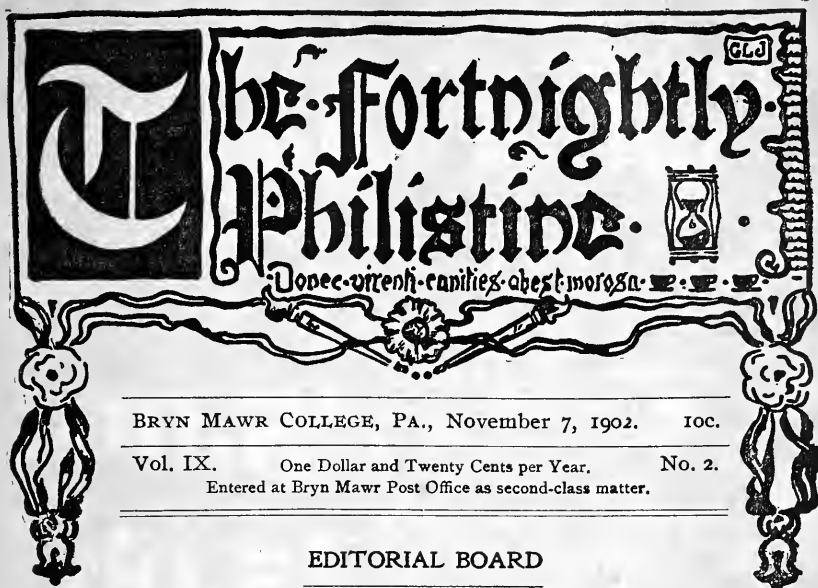 GLJ
The · Fortnightly ·
Philistine ·
· Donec · virenti · canities · abest · morosa ·
BRYN MAWR COLLEGE, PA., November 7, 1902. 10c.
Vol. IX. One Dollar and Twenty Cents per Year. No. 2.
Entered at Bryn Mawr Post Office as second-class matter.
EDITORIAL BOARD